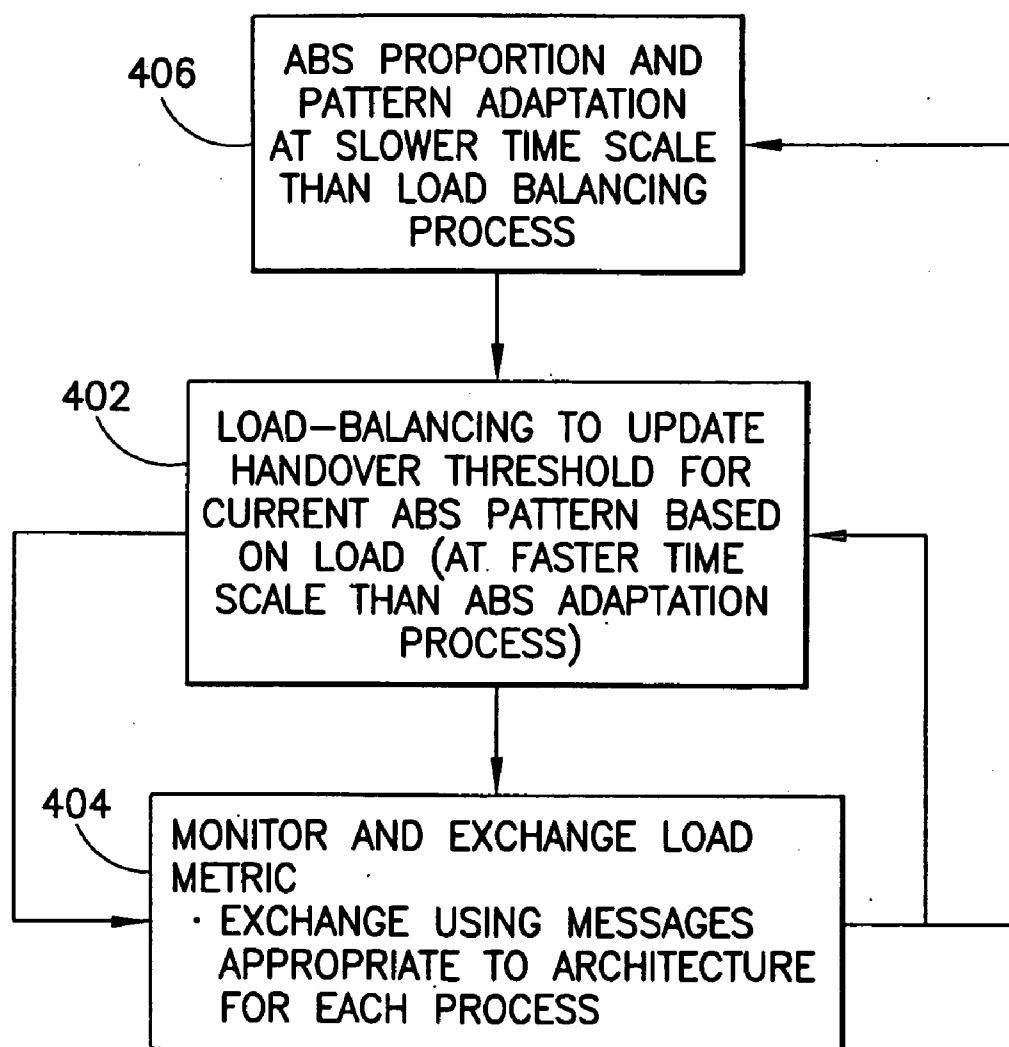 406
ABS PROPORTION AND
PATTERN ADAPTATION
AT SLOWER TIME SCALE
THAN LOAD BALANCING
PROCESS
402
LOAD-BALANCING TO UPDATE
HANDOVER THRESHOLD FOR
CURRENT ABS PATTERN BASED
ON LOAD (AT FASTER TIME
SCALE THAN ABS ADAPTATION
PROCESS)
404
MONITOR AND EXCHANGE LOAD
METRIC
· EXCHANGE USING MESSAGES
APPROPRIATE TO ARCHITECTURE
FOR EACH PROCESS